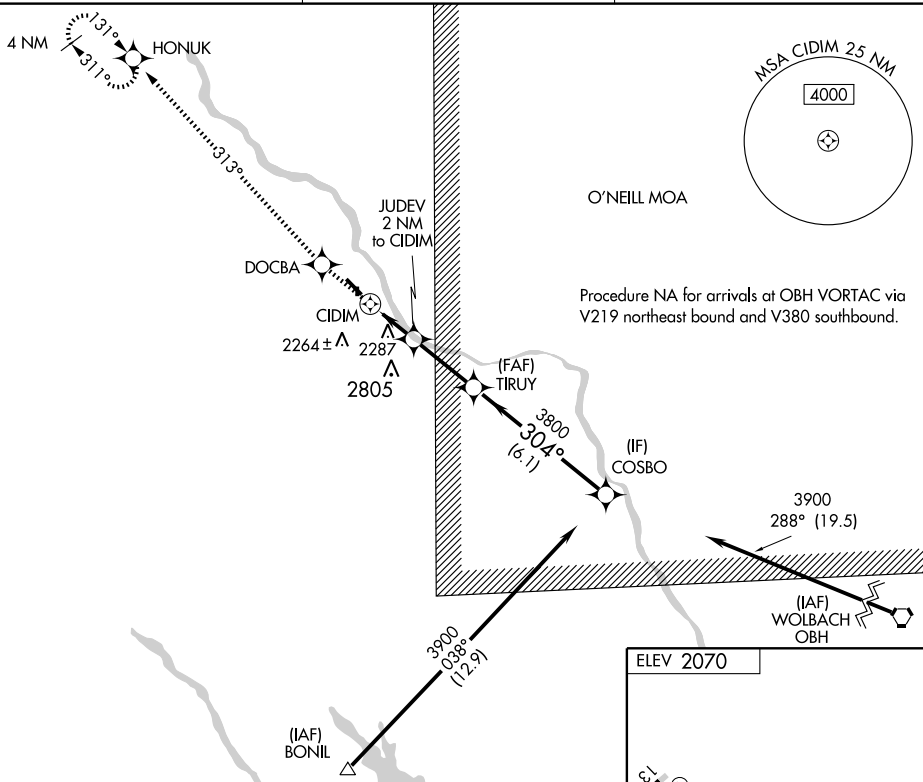 MSA CIDIM 25 NM
4000
4 NM
131°
311°
HONUK
313°
O'NEILL MOA
JUDEV
2 NM
to CIDIM
DOCBA
CIDIM
2264 ±
2287
2805
Procedure NA for arrivals at OBH VORTAC via
V219 northeast bound and V380 southbound.
(FAF)
TIRUY
3800
304°
(6.1)
(IF)
COSBO
3900
288° (19.5)
(IAF)
WOLBACH
OBH
3900
038°
(12.9)
(IAF)
BONIL
ELEV 2070
13